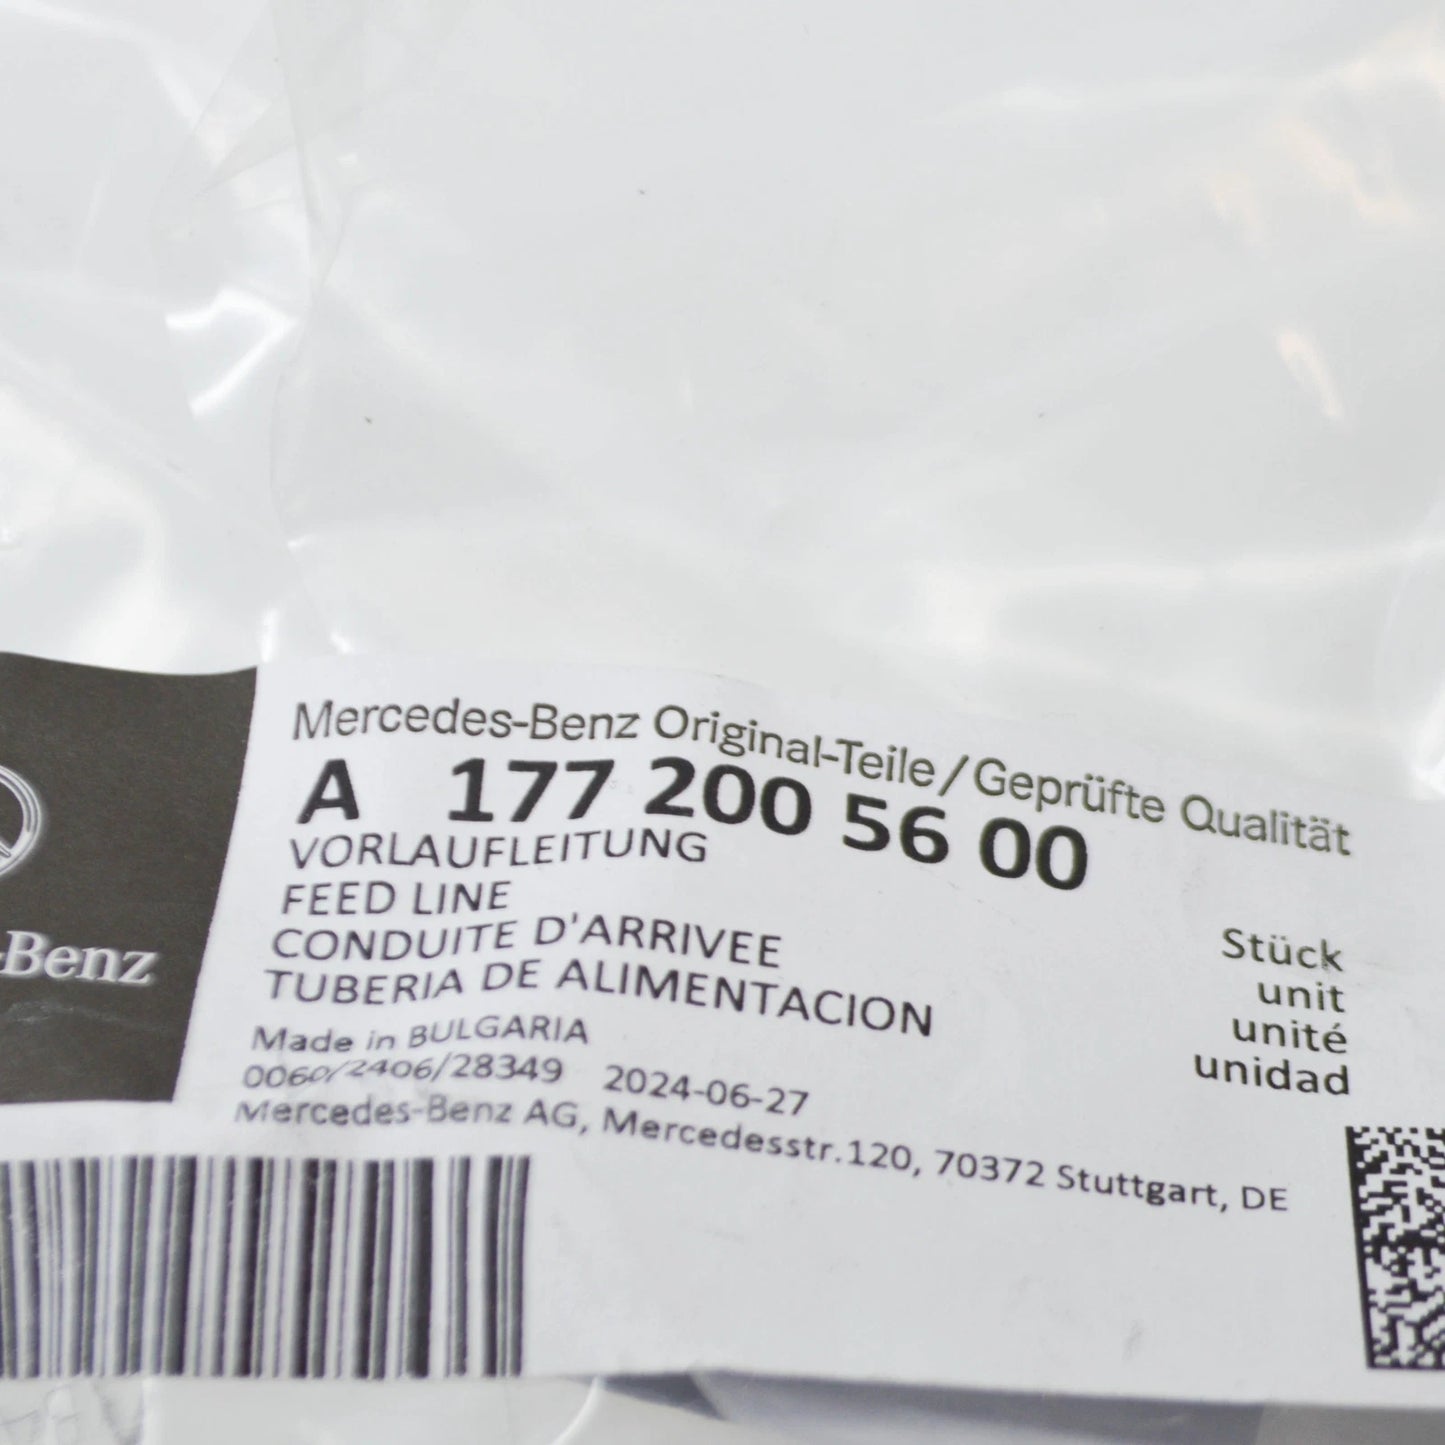 Mercedes-Benz Original-Teile/Geprüfte Qualität
A 177 200 56 00
VORLAUFLEITUNG
FEED LINE
CONDUITE D'ARRIVEE
TUBERIA DE ALIMENTACION
Stück
unit
unité
unidad
Made in BULGARIA
0060/2406/28349 2024-06-27
Mercedes-Benz AG, Mercedesstr.120, 70372 Stuttgart, DE
-Benz